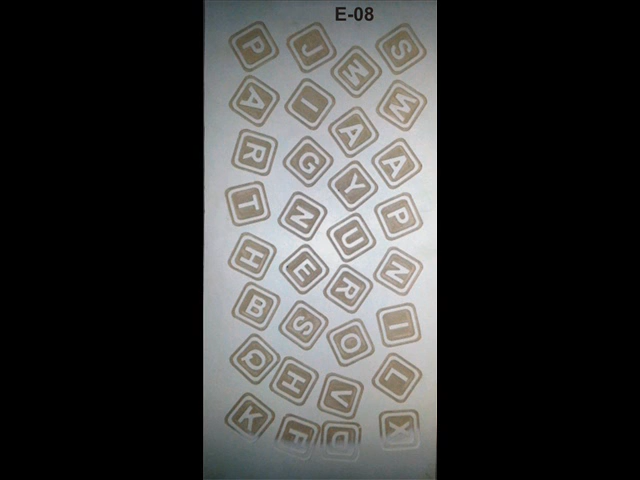 E-08
S W A P N I L X
M A Y U R O V D
J I G N E S H F
P A R T H B Q K